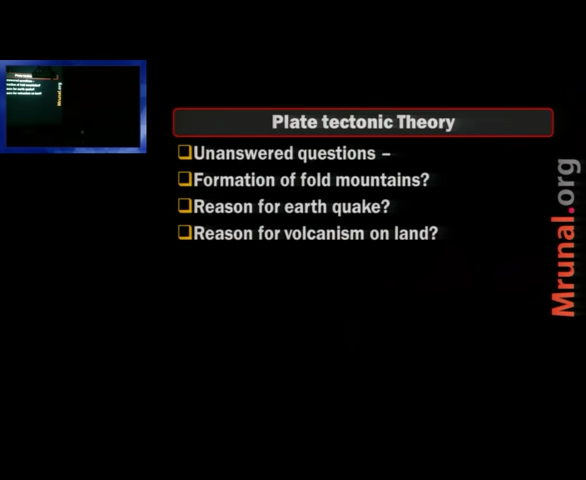 Plate tectonic Theory
Unanswered questions –
Formation of fold mountains?
Reason for earth quake?
Reason for volcanism on land?
Mrunal.org